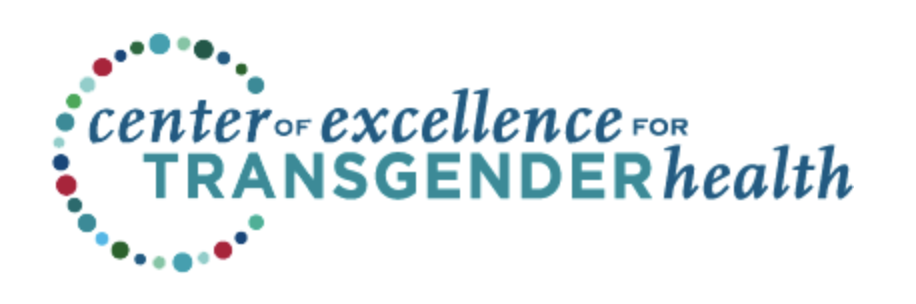 center OF excellence FOR
TRANSGENDER health